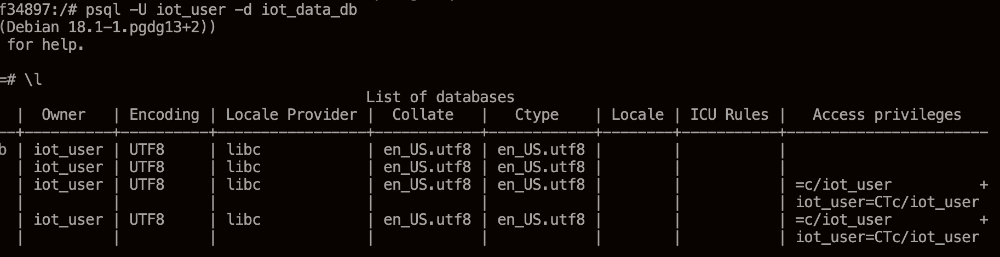 f34897:/# psql -U iot_user -d iot_data_db
(Debian 18.1-1.pgdg13+2))
 for help.
=# \l
                                          List of databases
  |  Owner   | Encoding | Locale Provider |  Collate   |   Ctype    | Locale | ICU Rules |   Access privileges
--+----------+----------+-----------------+------------+------------+--------+-----------+-----------------------
b | iot_user | UTF8     | libc            | en_US.utf8 | en_US.utf8 |        |           |
  | iot_user | UTF8     | libc            | en_US.utf8 | en_US.utf8 |        |           |
  | iot_user | UTF8     | libc            | en_US.utf8 | en_US.utf8 |        |           | =c/iot_user          +
  |          |          |                 |            |            |        |           | iot_user=CTc/iot_user
  | iot_user | UTF8     | libc            | en_US.utf8 | en_US.utf8 |        |           | =c/iot_user          +
  |          |          |                 |            |            |        |           | iot_user=CTc/iot_user